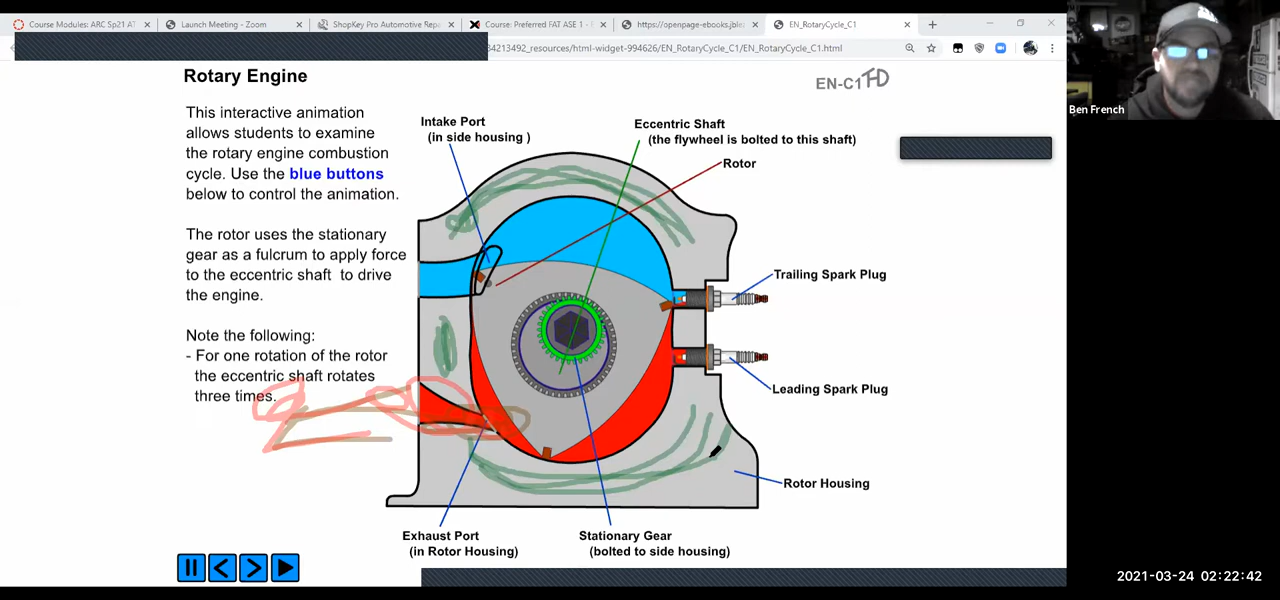 Course Modules: ARC Sp21 AT
Launch Meeting - Zoom
ShopKey Pro Automotive Repa
Course: Preferred FAT ASE 1 - E
https://openpage-ebooks.jble
EN_RotaryCycle_C1
84213492_resources/html-widget-994626/EN_RotaryCycle_C1/EN_RotaryCycle_C1.html
Ben French
Rotary Engine
EN-C1
This interactive animation
allows students to examine
the rotary engine combustion
cycle. Use the blue buttons
below to control the animation.
The rotor uses the stationary
gear as a fulcrum to apply force
to the eccentric shaft to drive
the engine.
Note the following:
- For one rotation of the rotor
the eccentric shaft rotates
three times.
Intake Port
(in side housing )
Eccentric Shaft
(the flywheel is bolted to this shaft)
Rotor
Trailing Spark Plug
Leading Spark Plug
Rotor Housing
Exhaust Port
(in Rotor Housing)
Stationary Gear
(bolted to side housing)
2021-03-24 02:22:42